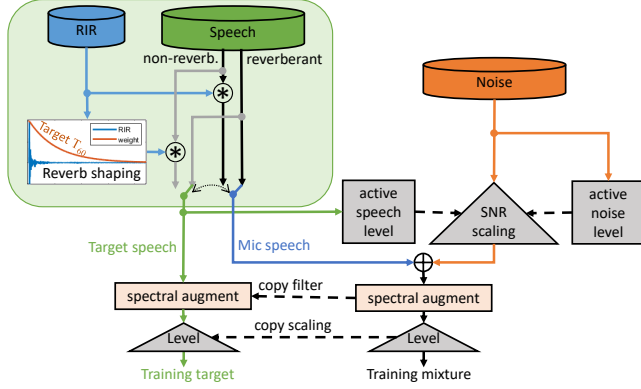 RIR
Speech
non-reverb.
reverberant
Noise
Target T60
RIR
weight
Reverb shaping
active
speech
level
SNR
scaling
active
noise
level
Target speech
Mic speech
spectral augment
copy filter
spectral augment
Level
copy scaling
Level
Training target
Training mixture